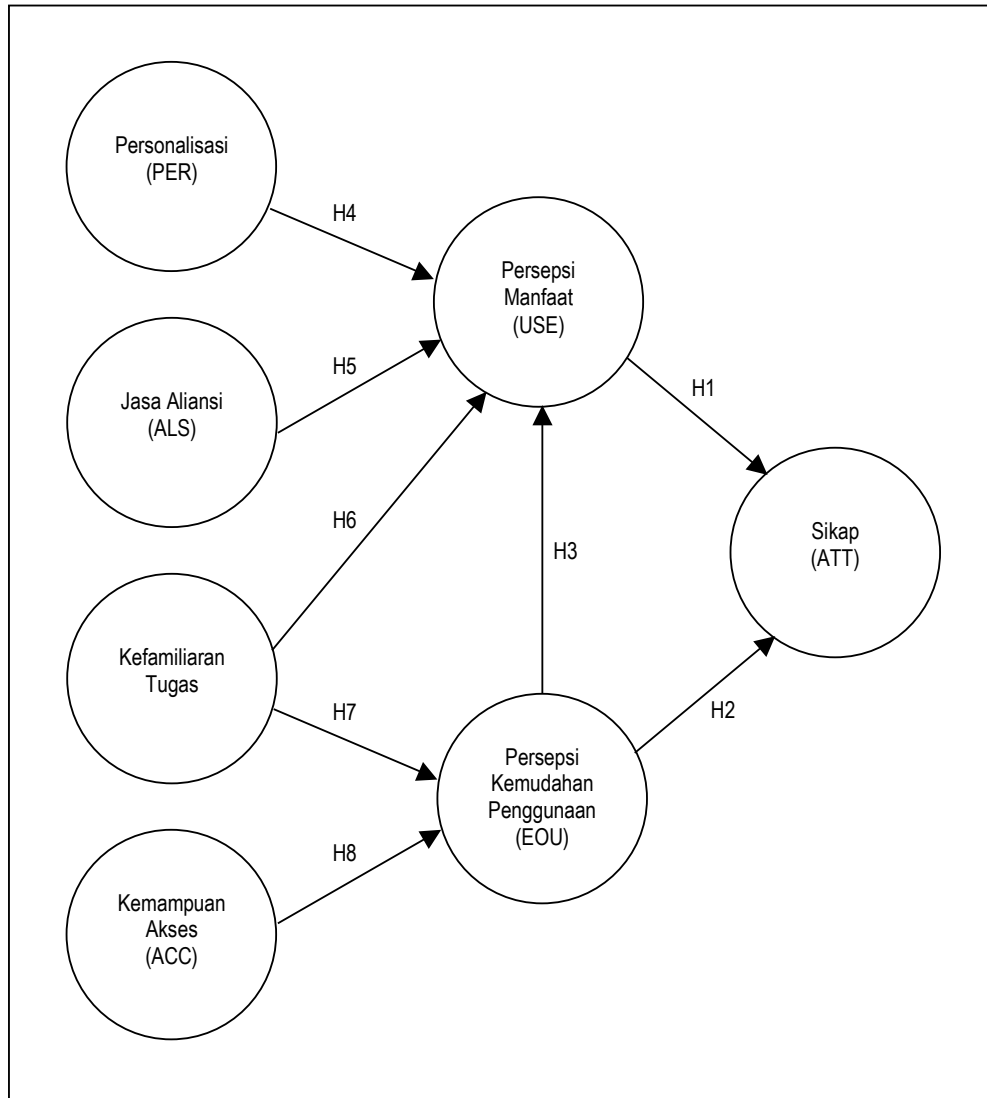 Personalisasi
(PER)
H4
Persepsi
Manfaat
(USE)
Jasa Aliansi
(ALS)
H5
H1
H6
H3
Sikap
(ATT)
Kefamiliaran
Tugas
H7
H2
Persepsi
Kemudahan
Penggunaan
(EOU)
H8
Kemampuan
Akses
(ACC)